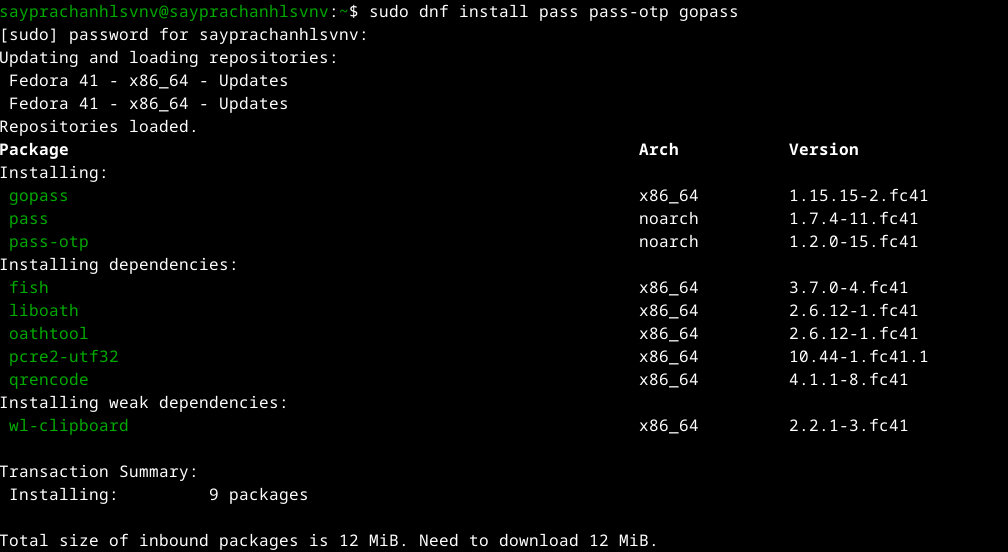 sayprachanhlsvnv@sayprachanhlsvnv:~$ sudo dnf install pass pass-otp gopass
[sudo] password for sayprachanhlsvnv:
Updating and loading repositories:
Fedora 41 - x86_64 - Updates
Fedora 41 - x86_64 - Updates
Repositories loaded.
Package Arch Version
Installing:
gopass x86_64 1.15.15-2.fc41
pass noarch 1.7.4-11.fc41
pass-otp noarch 1.2.0-15.fc41
Installing dependencies:
fish x86_64 3.7.0-4.fc41
liboath x86_64 2.6.12-1.fc41
oathtool x86_64 2.6.12-1.fc41
pcre2-utf32 x86_64 10.44-1.fc41.1
qrencode x86_64 4.1.1-8.fc41
Installing weak dependencies:
wl-clipboard x86_64 2.2.1-3.fc41
Transaction Summary:
Installing: 9 packages
Total size of inbound packages is 12 MiB. Need to download 12 MiB.